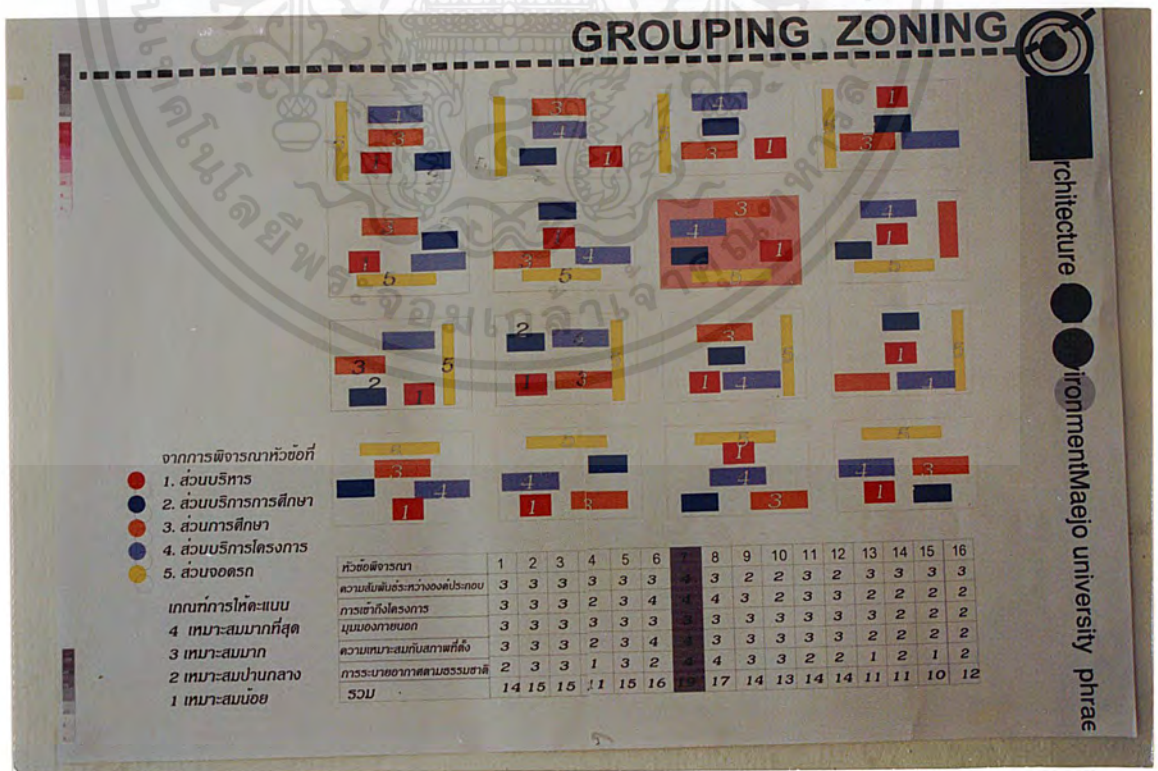 GROUPING ZONING
rchitecture
ironmentMaejo university phrae
จากการพิจารณาหัวข้อที่
1. ส่วนบริหาร
2. ส่วนบริการการศึกษา
3. ส่วนการศึกษา
4. ส่วนบริการโครงการ
5. ส่วนจอดรถ
เกณฑ์การให้คะแนน
4 เหมาะสมมากที่สุด
3 เหมาะสมมาก
2 เหมาะสมปานกลาง
1 เหมาะสมน้อย
หัวข้อพิจารณา 1 2 3 4 5 6 7 8 9 10 11 12 13 14 15 16
ความสัมพันธ์ระหว่างองค์ประกอบ 3 3 3 3 3 3 4 3 2 2 3 2 3 3 3 3
การเข้าถึงโครงการ 3 3 3 2 3 4 4 4 3 2 3 3 2 2 2 2
มุมมองภายนอก 3 3 3 3 3 3 3 3 3 3 3 3 3 2 2 2
ความเหมาะสมกับสภาพที่ตั้ง 3 3 3 2 3 4 4 3 3 3 3 3 2 2 2 2
การระบายอากาศตามธรรมชาติ 2 3 3 1 3 2 4 4 3 3 2 2 1 2 1 2
รวม 14 15 15 11 15 16 19 17 14 13 14 14 11 11 10 12